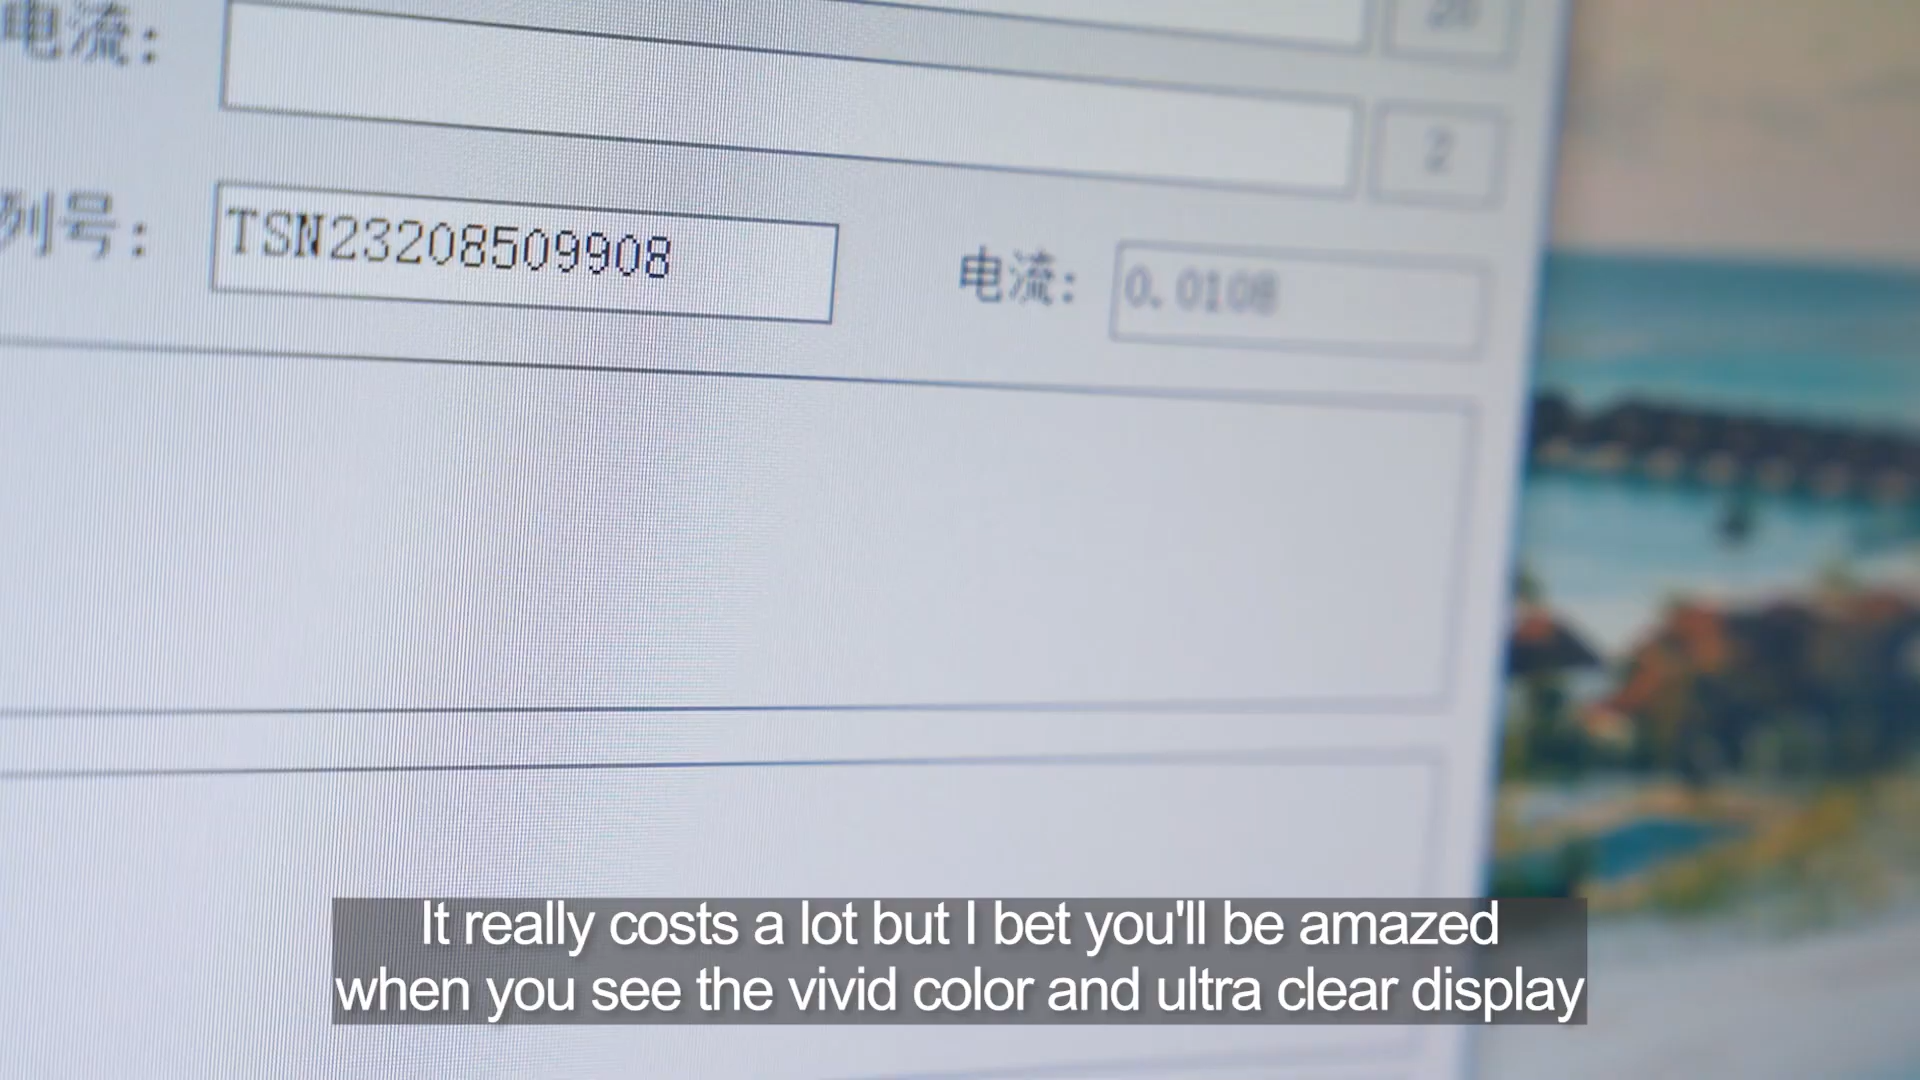 电流:
2
列号: TSN23208509908 电流: 0.0108
It really costs a lot but I bet you'll be amazed
when you see the vivid color and ultra clear display